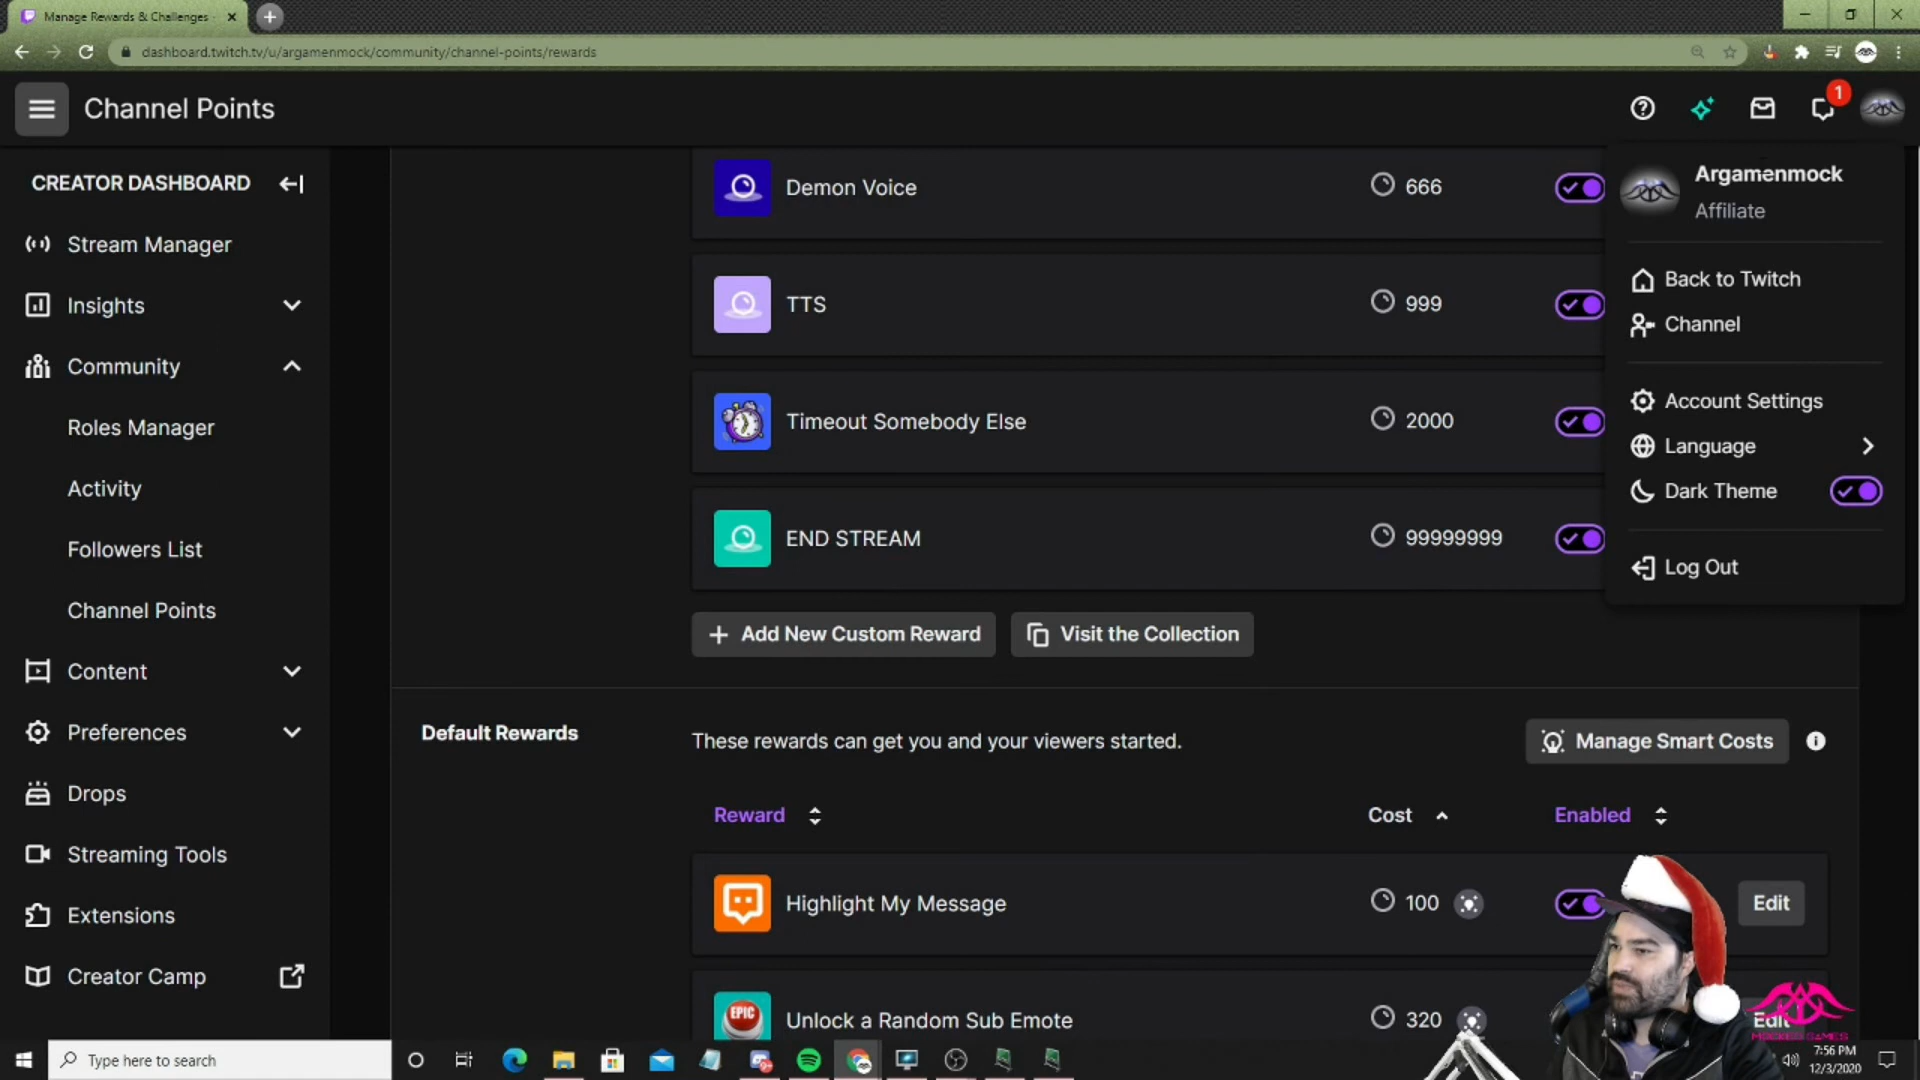 Manage Rewards & Challenges
dashboard.twitch.tv/u/argamenmock/community/channel-points/rewards
Channel Points
1
CREATOR DASHBOARD
Stream Manager
Insights
Community
Roles Manager
Activity
Followers List
Channel Points
Content
Preferences
Drops
Streaming Tools
Extensions
Creator Camp
Demon Voice 666
TTS 999
Timeout Somebody Else 2000
END STREAM 99999999
Add New Custom Reward Visit the Collection
Argamenmock
Affiliate
Back to Twitch
Channel
Account Settings
Language
Dark Theme
Log Out
Default Rewards These rewards can get you and your viewers started. Manage Smart Costs
Reward Cost Enabled
Highlight My Message 100 Edit
EPIC Unlock a Random Sub Emote 320 Edit
Type here to search
7:56 PM
12/3/2020